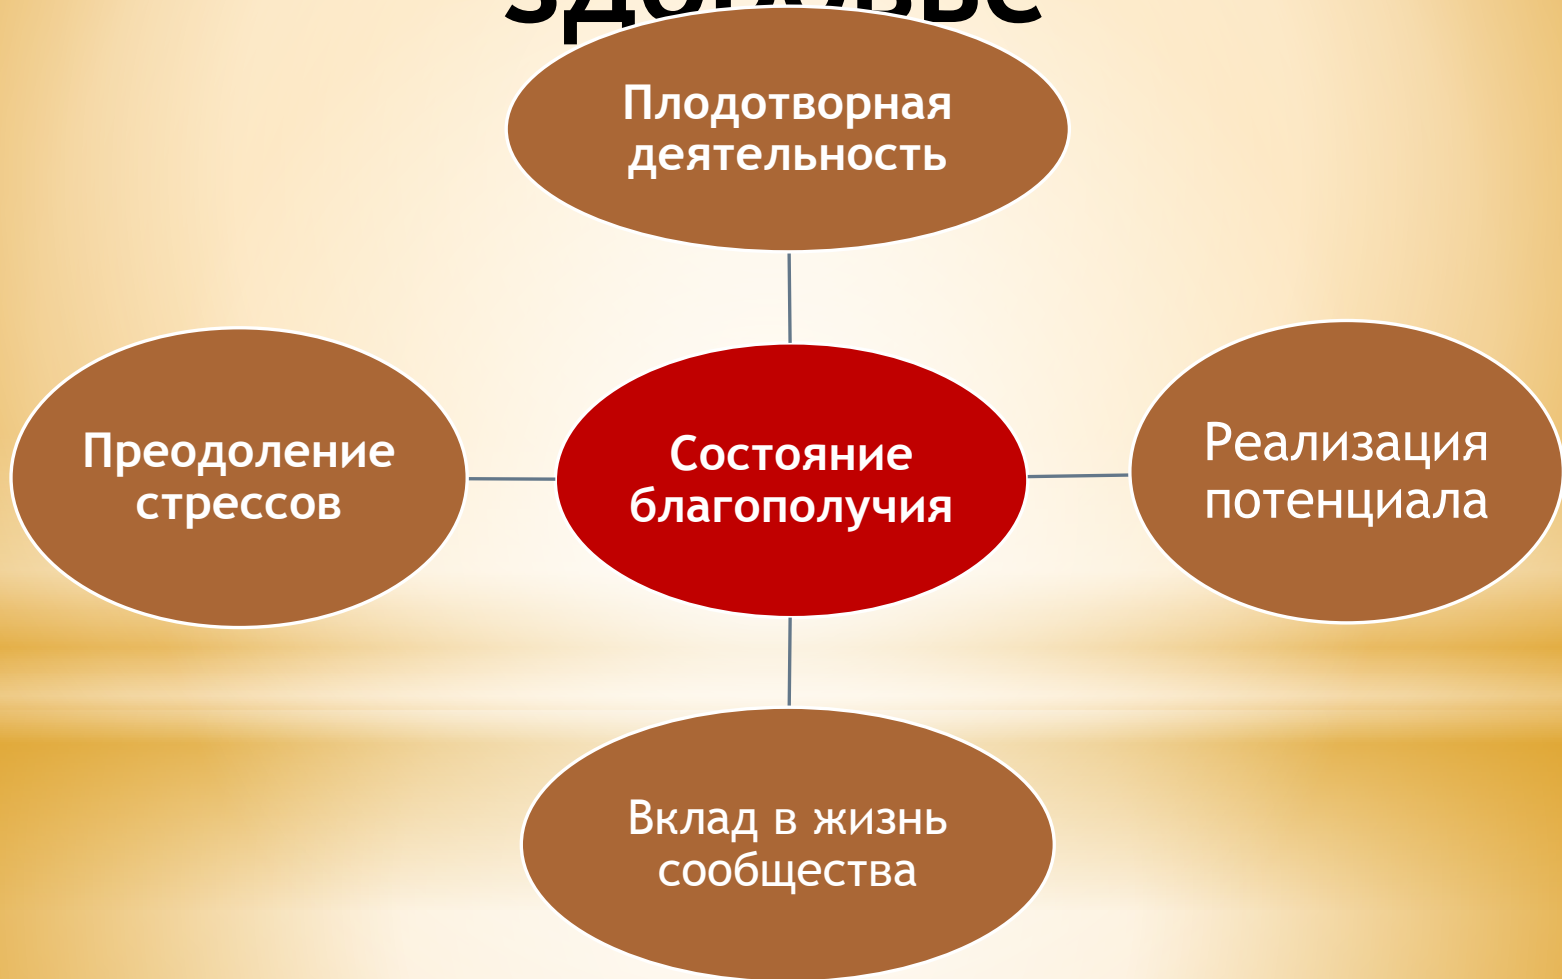 Плодотворная
деятельность
Преодоление
стрессов
Состояние
благополучия
Реализация
потенциала
Вклад в жизнь
сообщества